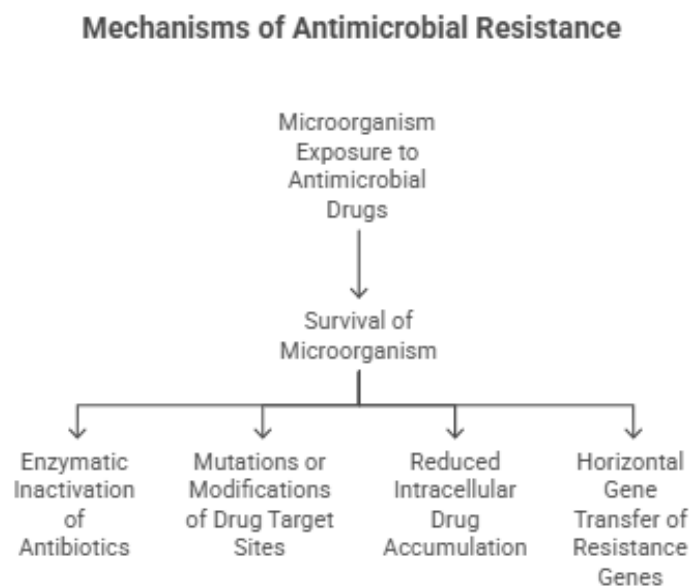 Mechanisms of Antimicrobial Resistance
Microorganism
Exposure to
Antimicrobial
Drugs
Survival of
Microorganism
Enzymatic
Inactivation
of
Antibiotics
Mutations or
Modifications
of Drug Target
Sites
Reduced
Intracellular
Drug
Accumulation
Horizontal
Gene
Transfer of
Resistance
Genes